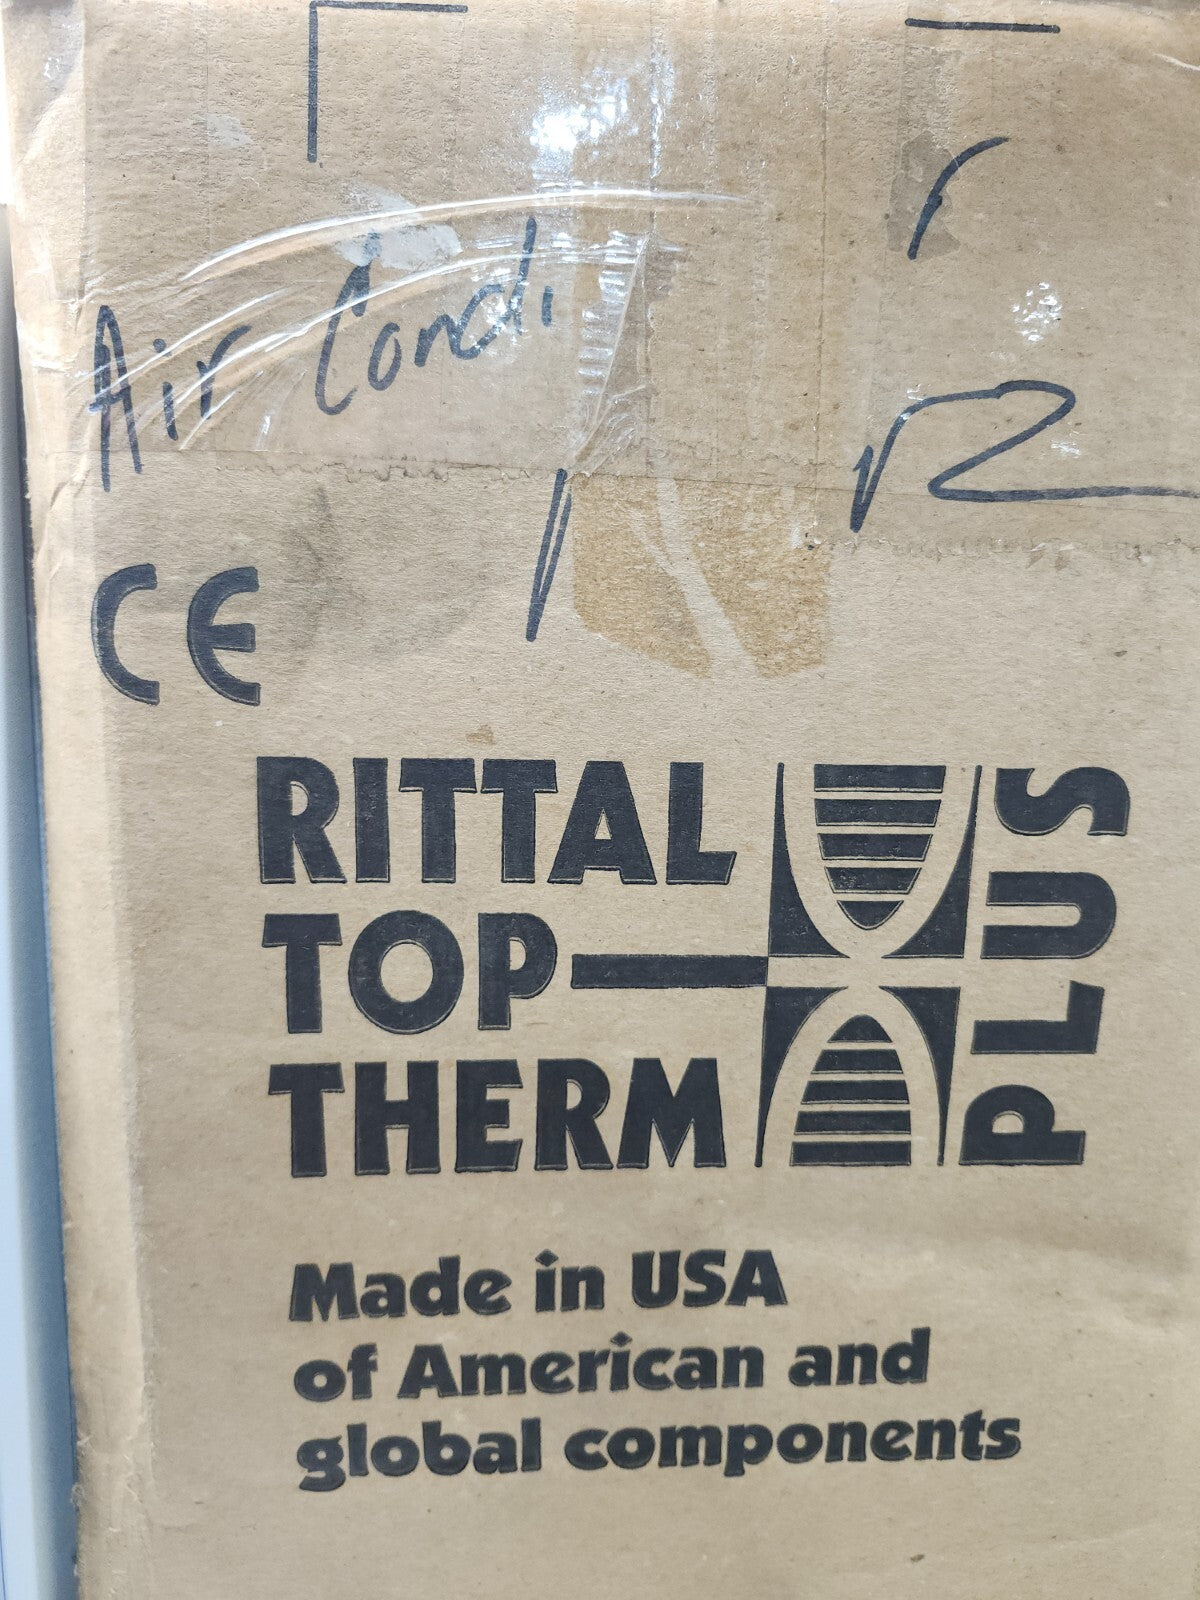 Air Condi
CE
RITTAL
TOP
THERM
PLUS
Made in USA
of American and
global components